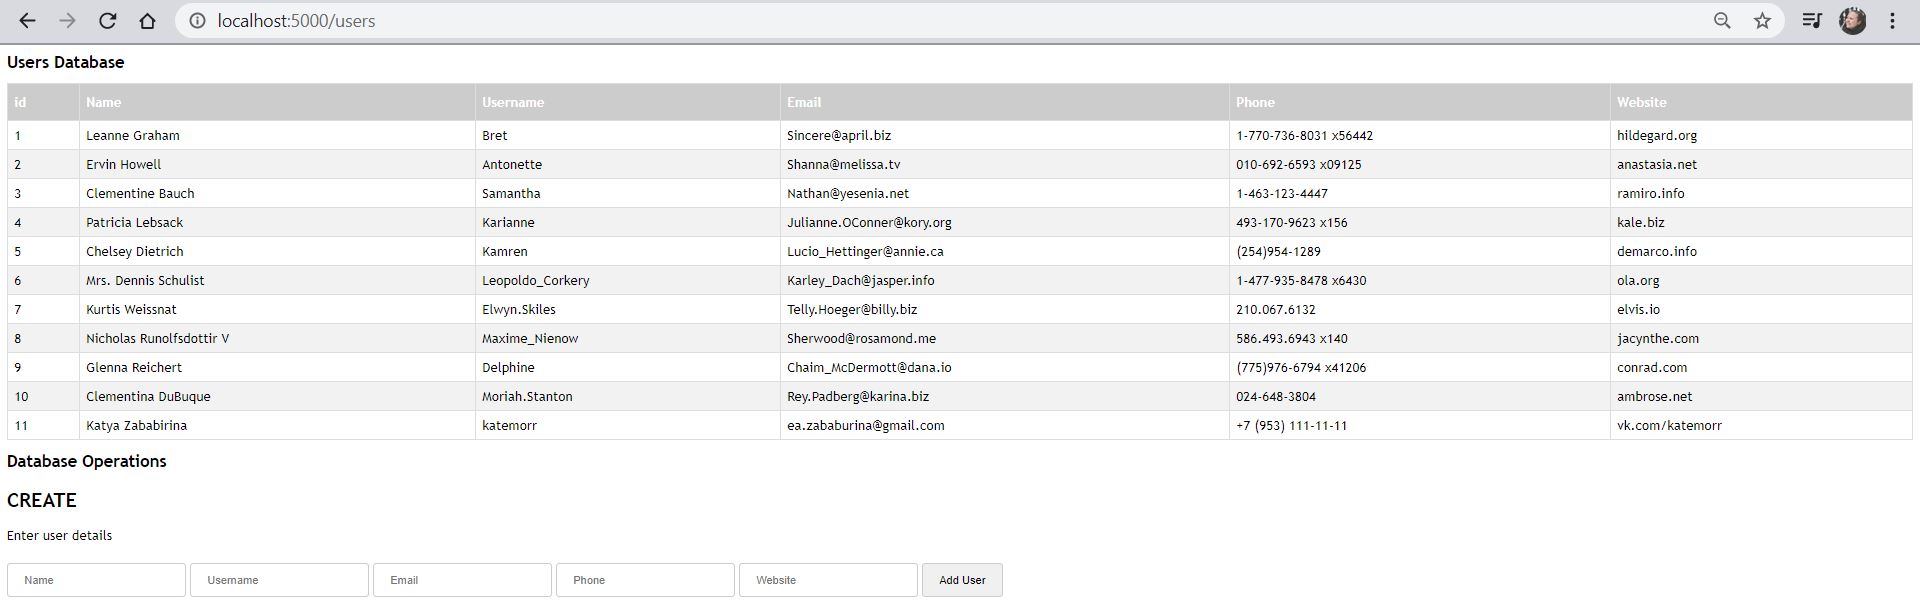 localhost:5000/users
Users Database
id Name Username Email Phone Website
1 Leanne Graham Bret Sincere@april.biz 1-770-736-8031 x56442 hildegard.org
2 Ervin Howell Antonette Shanna@melissa.tv 010-692-6593 x09125 anastasia.net
3 Clementine Bauch Samantha Nathan@yesenia.net 1-463-123-4447 ramiro.info
4 Patricia Lebsack Karianne Julianne.OConner@kory.org 493-170-9623 x156 kale.biz
5 Chelsey Dietrich Kamren Lucio_Hettinger@annie.ca (254)954-1289 demarco.info
6 Mrs. Dennis Schulist Leopoldo_Corkery Karley_Dach@jasper.info 1-477-935-8478 x6430 ola.org
7 Kurtis Weissnat Elwyn.Skiles Telly.Hoeger@billy.biz 210.067.6132 elvis.io
8 Nicholas Runolfsdottir V Maxime_Nienow Sherwood@rosamond.me 586.493.6943 x140 jacynthe.com
9 Glenna Reichert Delphine Chaim_McDermott@dana.io (775)976-6794 x41206 conrad.com
10 Clementina DuBuque Moriah.Stanton Rey.Padberg@karina.biz 024-648-3804 ambrose.net
11 Katya Zababirina katemorr ea.zababurina@gmail.com +7 (953) 111-11-11 vk.com/katemorr
Database Operations
CREATE
Enter user details
Name Username Email Phone Website Add User